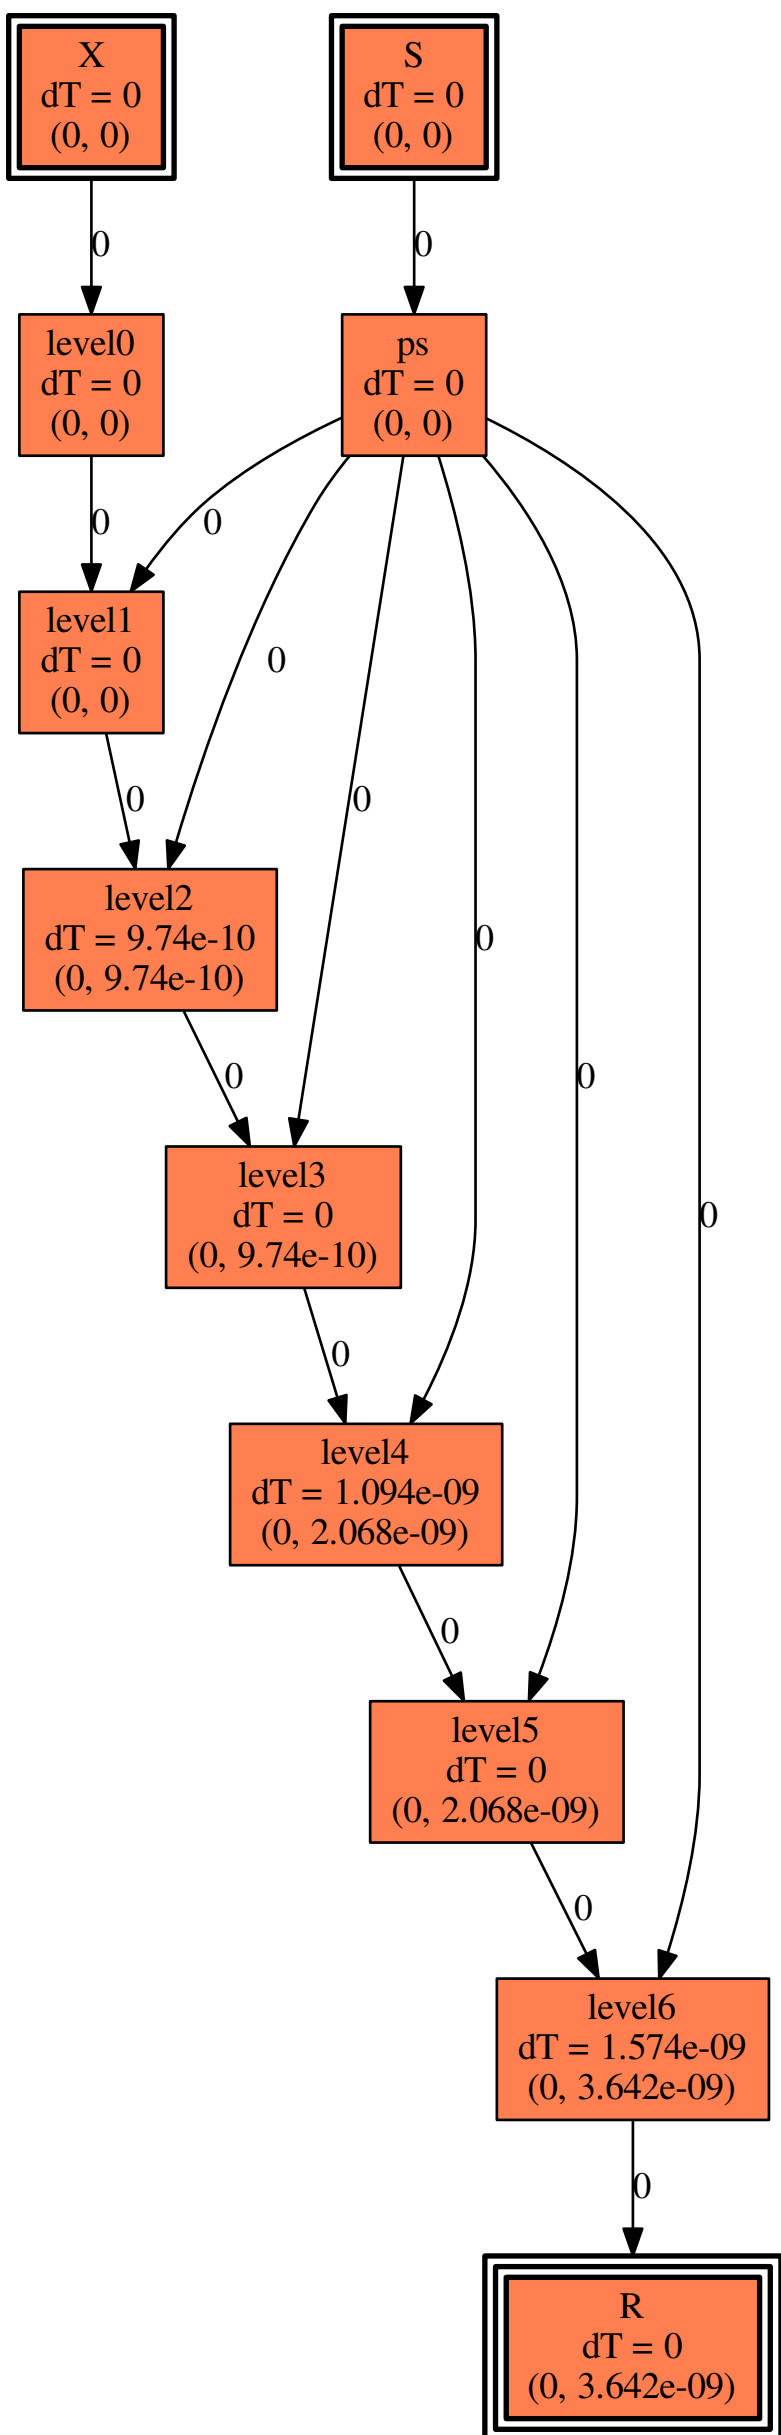 X
dT = 0
(0, 0)
S
dT = 0
(0, 0)
0
0
level0
dT = 0
(0, 0)
ps
dT = 0
(0, 0)
0
0
level1
dT = 0
(0, 0)
0
0
0
level2
dT = 9.74e-10
(0, 9.74e-10)
0
0
0
level3
dT = 0
(0, 9.74e-10)
0
0
level4
dT = 1.094e-09
(0, 2.068e-09)
0
level5
dT = 0
(0, 2.068e-09)
0
level6
dT = 1.574e-09
(0, 3.642e-09)
0
R
dT = 0
(0, 3.642e-09)